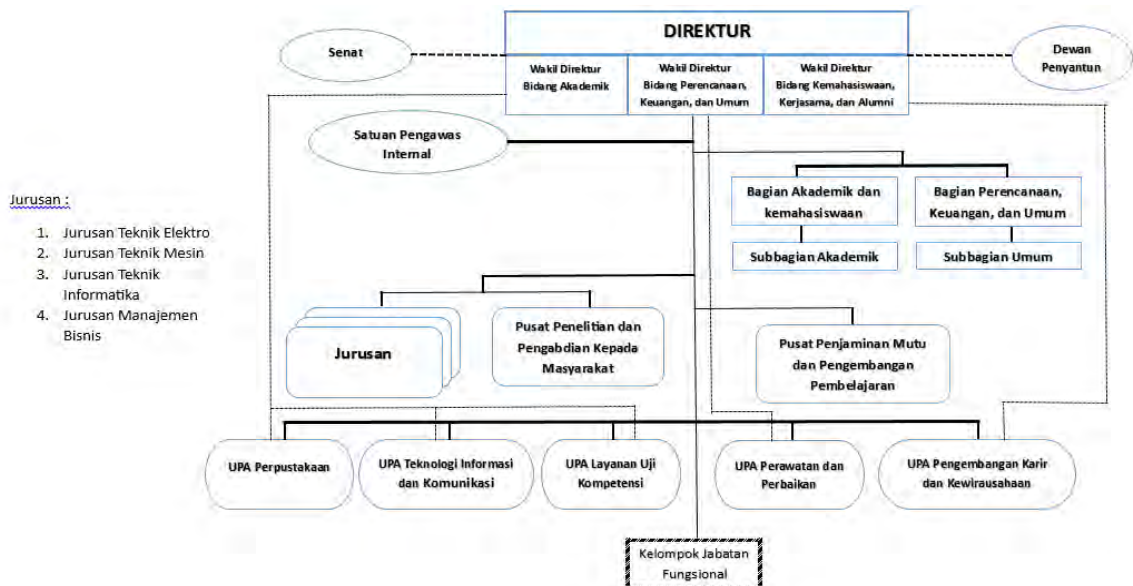 DIREKTUR
Senat
Dewan
Penyantun
Wakil Direktur
Bidang Akademik
Wakil Direktur
Bidang Perencanaan,
Keuangan, dan Umum
Wakil Direktur
Bidang Kemahasiswaan,
Kerjasama, dan Alumni
Satuan Pengawas
Internal
Bagian Akademik dan
kemahasiswaan
Bagian Perencanaan,
Keuangan, dan Umum
Subbagian Akademik
Subbagian Umum
Jurusan :
1. Jurusan Teknik Elektro
2. Jurusan Teknik Mesin
3. Jurusan Teknik
Informatika
4. Jurusan Manajemen
Bisnis
Jurusan
Pusat Penelitian dan
Pengabdian Kepada
Masyarakat
Pusat Penjaminan Mutu
dan Pengembangan
Pembelajaran
UPA Perpustakaan
UPA Teknologi Informasi
dan Komunikasi
UPA Layanan Uji
Kompetensi
UPA Perawatan dan
Perbaikan
UPA Pengembangan Karir
dan Kewirausahaan
Kelompok Jabatan
Fungsional